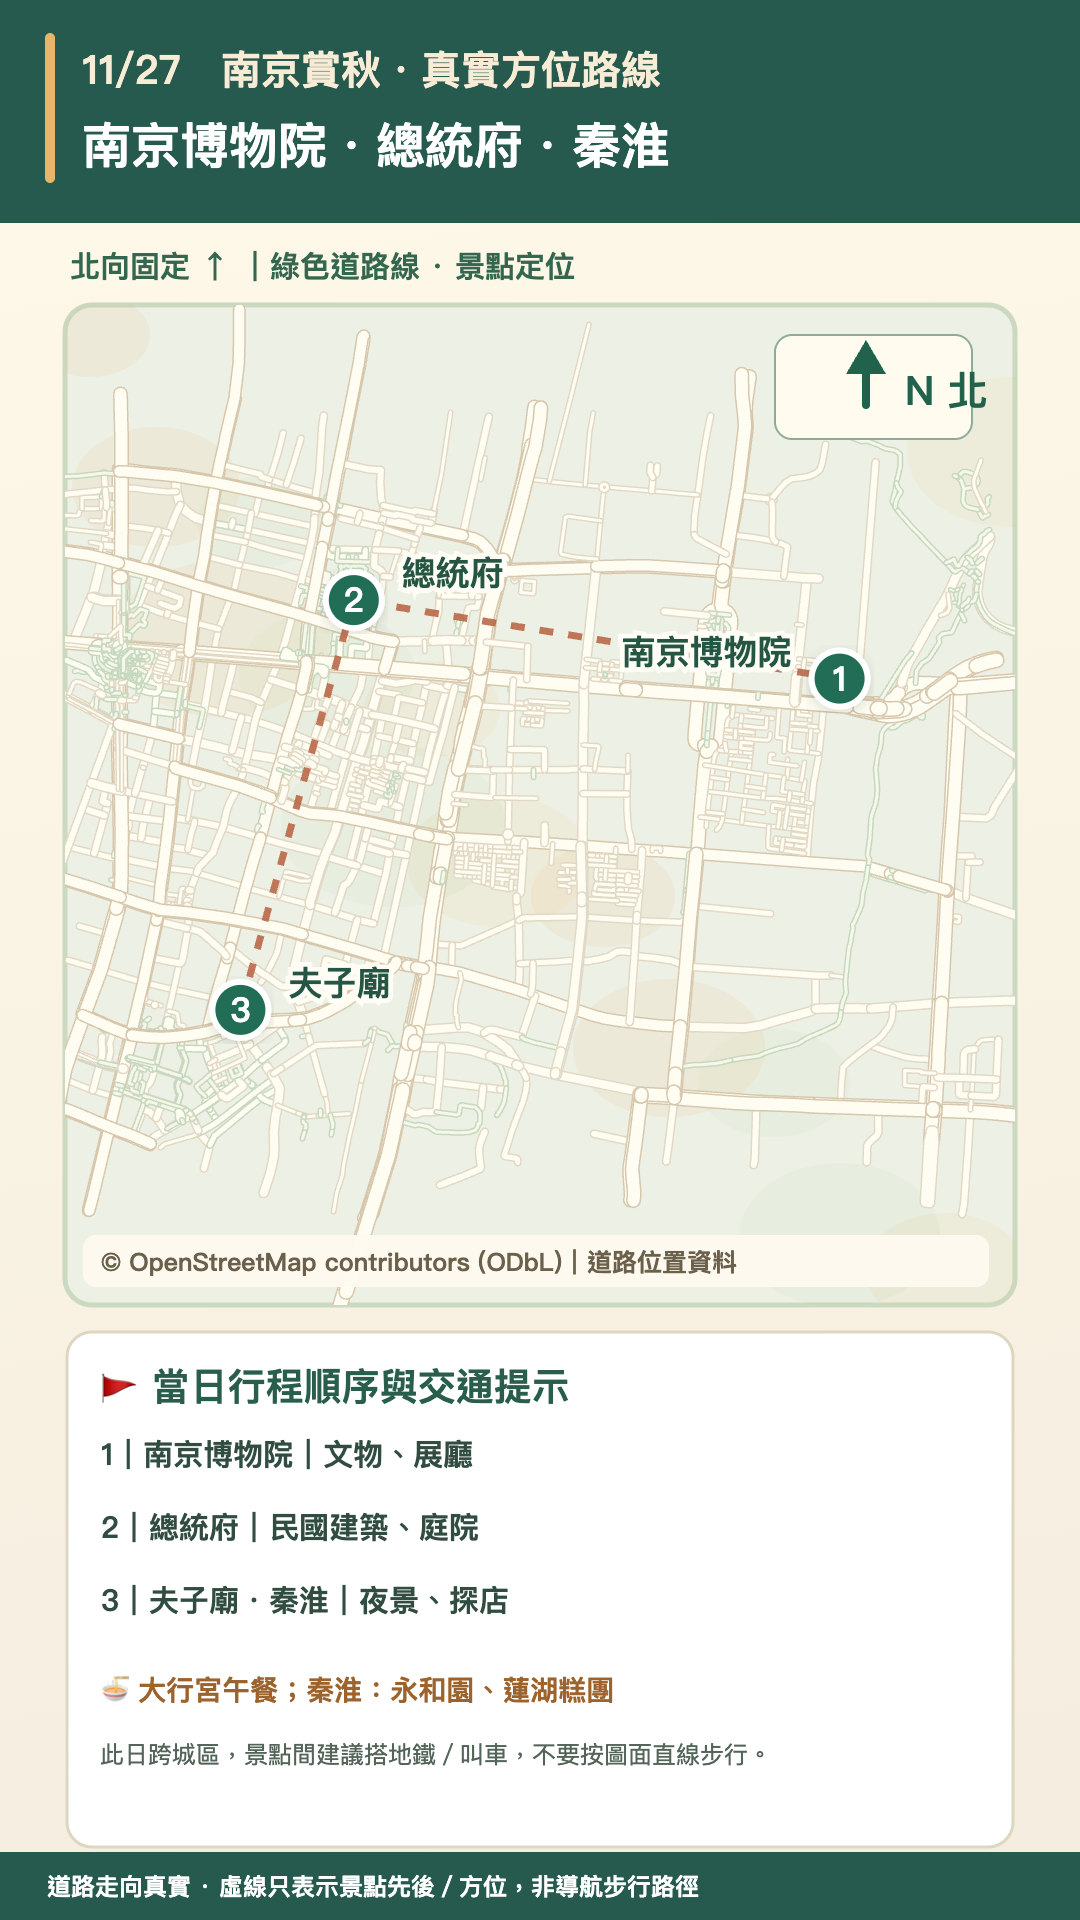 11/27 南京賞秋·真實方位路線
南京博物院·總統府·秦淮
北向固定 ↑ ｜綠色道路線·景點定位
N 北
總統府
2
南京博物院
1
夫子廟
3
© OpenStreetMap contributors (ODbL)｜道路位置資料
🚩 當日行程順序與交通提示
1｜南京博物院｜文物、展廳
2｜總統府｜民國建築、庭院
3｜夫子廟·秦淮｜夜景、探店
🍜 大行宮午餐；秦淮：永和園、蓮湖糕團
此日跨城區，景點間建議搭地鐵 / 叫車，不要按圖面直線步行。
道路走向真實 · 虛線只表示景點先後 / 方位，非導航步行路徑